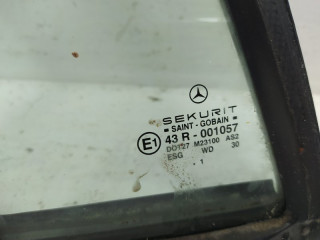 SEKURIT
SAINT-GOBAIN
E1 43 R-001057
DOT27 M23100 AS2
ESG WD 30
1